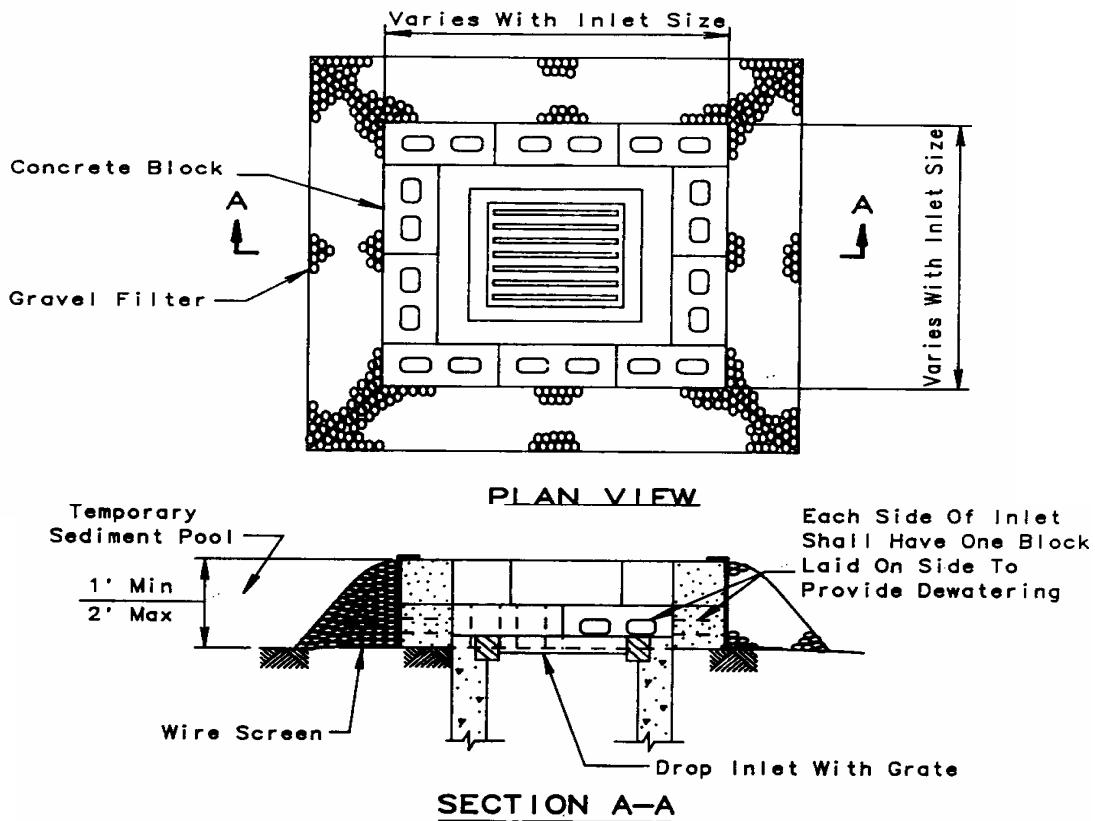 Varies With Inlet Size
Concrete Block
A
A
Varies With Inlet Size
Gravel Filter
PLAN VIEW
Temporary
Sediment Pool
1' Min
2' Max
Each Side Of Inlet
Shall Have One Block
Laid On Side To
Provide Dewatering
Wire Screen
Drop Inlet With Grate
SECTION A-A